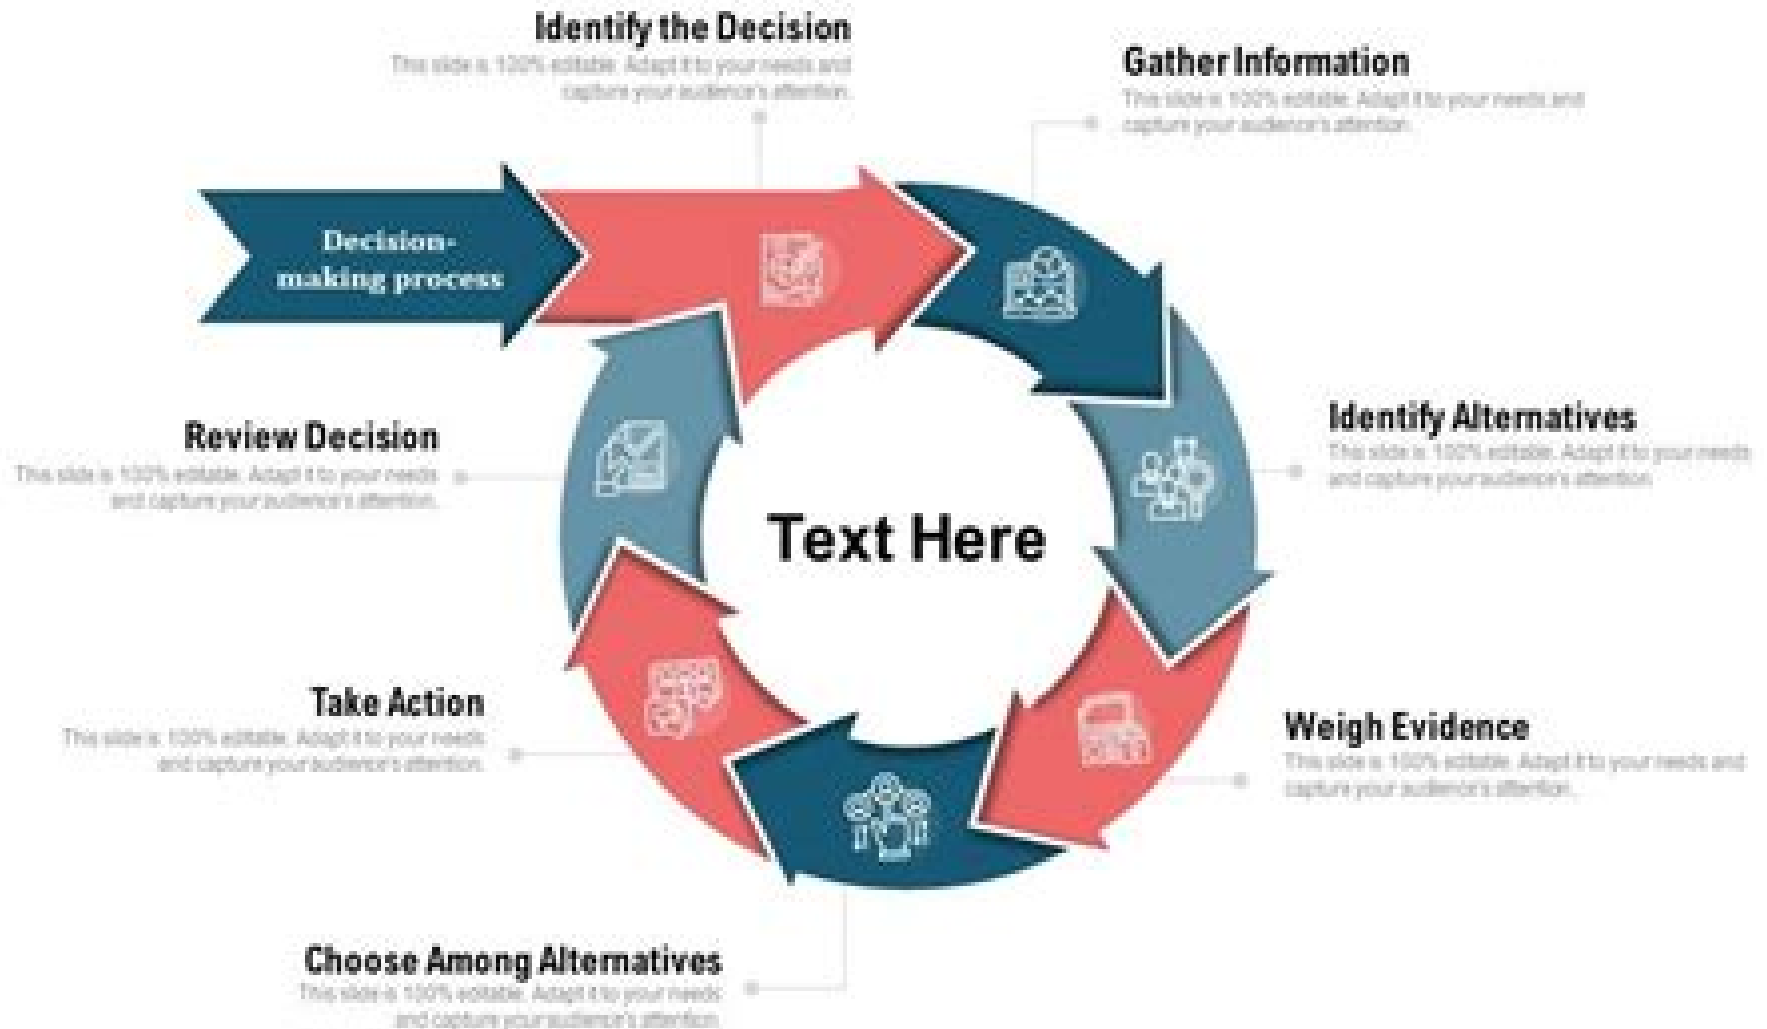 Identify the Decision
This slide is 100% editable. Adapt it to your needs and
capture your audience's attention.
Gather Information
This slide is 100% editable. Adapt it to your needs and
capture your audience's attention.
Decision-
making process
Identify Alternatives
This slide is 100% editable. Adapt it to your needs
and capture your audience's attention.
Review Decision
This slide is 100% editable. Adapt it to your needs
and capture your audience's attention.
Text Here
Take Action
This slide is 100% editable. Adapt it to your needs
and capture your audience's attention.
Weigh Evidence
This slide is 100% editable. Adapt it to your needs and
capture your audience's attention.
Choose Among Alternatives
This slide is 100% editable. Adapt it to your needs
and capture your audience's attention.